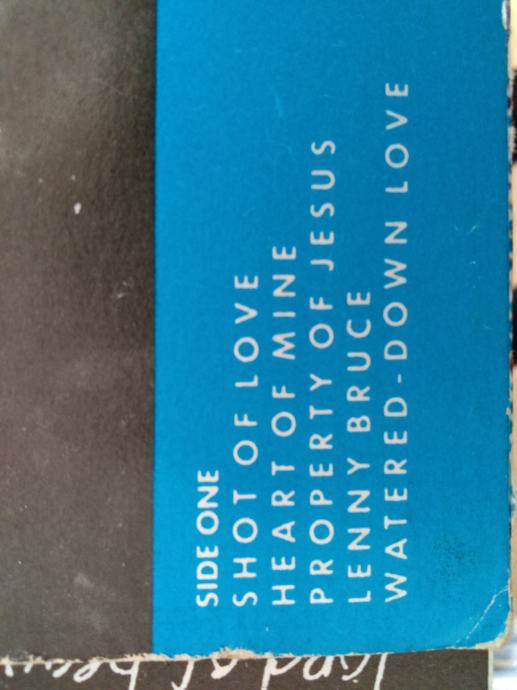 SIDE ONE
SHOT OF LOVE
HEART OF MINE
PROPERTY OF JESUS
LENNY BRUCE
WATERED-DOWN LOVE